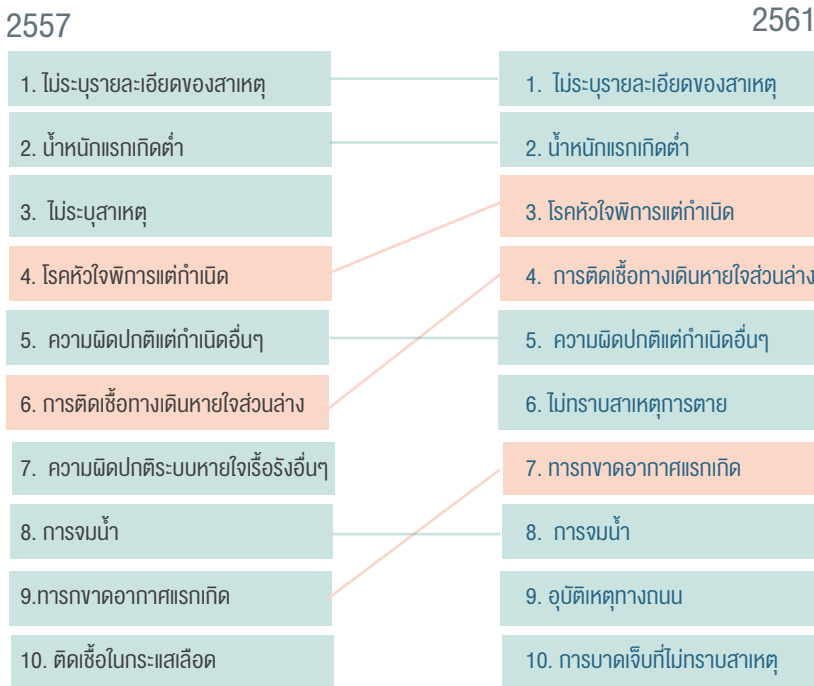 2557
2561
1. ไม่ระบุรายละเอียดของสาเหตุ
2. น้ำหนักแรกเกิดต่ำ
3. ไม่ระบุสาเหตุ
4. โรคหัวใจพิการแต่กำเนิด
5. ความผิดปกติแต่กำเนิดอื่นๆ
6. การติดเชื้อทางเดินหายใจส่วนล่าง
7. ความผิดปกติระบบหายใจเรื้อรังอื่นๆ
8. การจมน้ำ
9.ทารกขาดอากาศแรกเกิด
10. ติดเชื้อในกระแสเลือด
1. ไม่ระบุรายละเอียดของสาเหตุ
2. น้ำหนักแรกเกิดต่ำ
3. โรคหัวใจพิการแต่กำเนิด
4. การติดเชื้อทางเดินหายใจส่วนล่าง
5. ความผิดปกติแต่กำเนิดอื่นๆ
6. ไม่ทราบสาเหตุการตาย
7. ทารกขาดอากาศแรกเกิด
8. การจมน้ำ
9. อุบัติเหตุทางถนน
10. การบาดเจ็บที่ไม่ทราบสาเหตุ